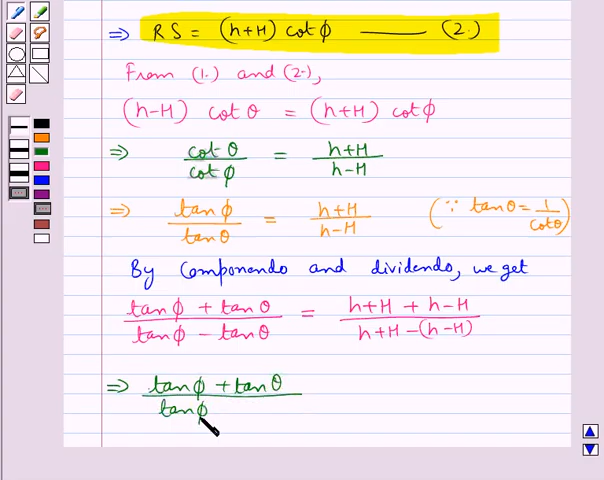 ⇒ RS = (h+H) cot ϕ —— (2.)
From (1.) and (2.),
(h-H) cot θ = (h+H) cot ϕ
⇒ cot θ / cot ϕ = h+H / h-H
⇒ tan ϕ / tan θ = h+H / h-H (∵ tan θ = 1 / cot θ)
By Componendo and dividendo, we get
tan ϕ + tan θ / tan ϕ - tan θ = h+H + h-H / h+H -(h-H)
⇒ tan ϕ + tan θ / tan ϕ